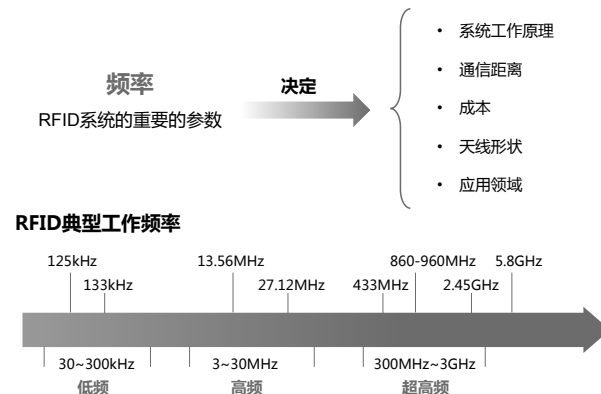 频率
RFID系统的重要的参数
决定
• 系统工作原理
• 通信距离
• 成本
• 天线形状
• 应用领域
RFID典型工作频率
125kHz 13.56MHz 860-960MHz 5.8GHz
133kHz 27.12MHz 433MHz 2.45GHz
30~300kHz 3~30MHz 300MHz~3GHz
低频 高频 超高频